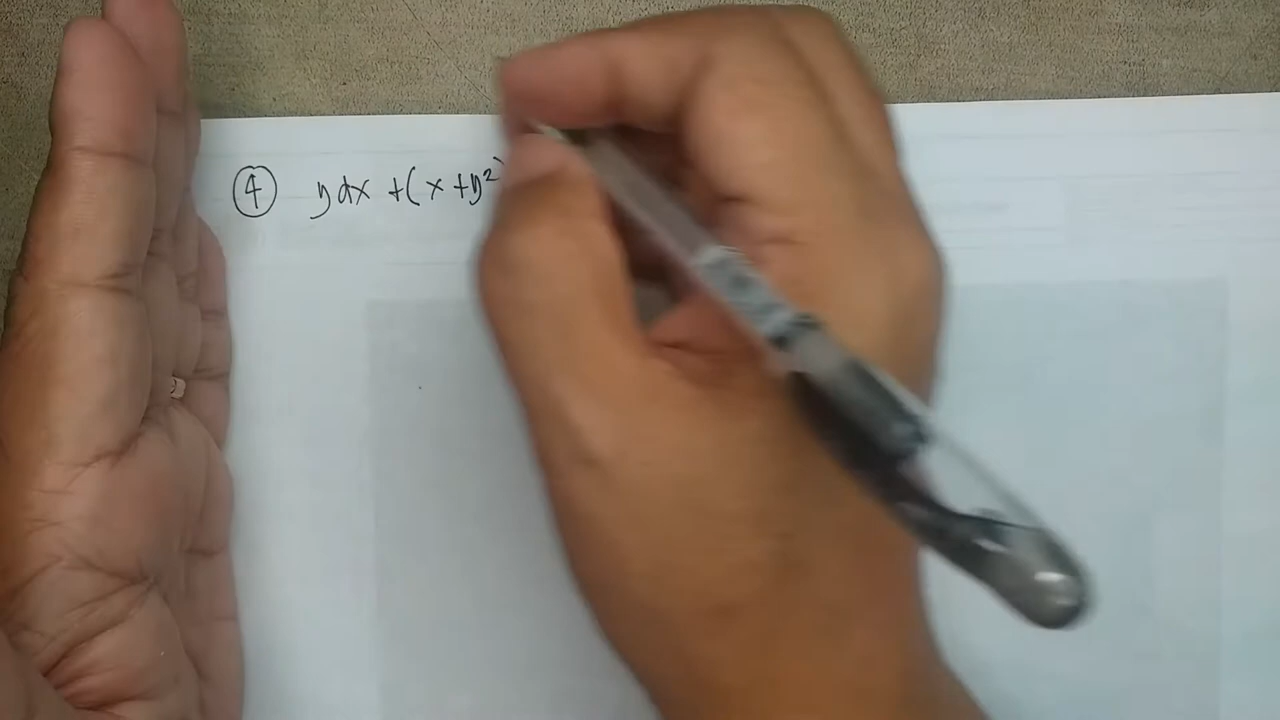 ④ ydx +(x+y²)